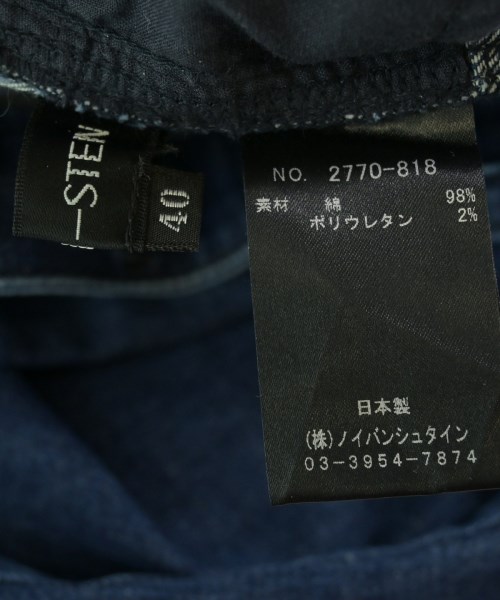 -STEN
40
NO. 2770-818
素材 綿 98%
ポリウレタン 2%
日本製
(株)ノイバンシュタイン
03-3954-7874